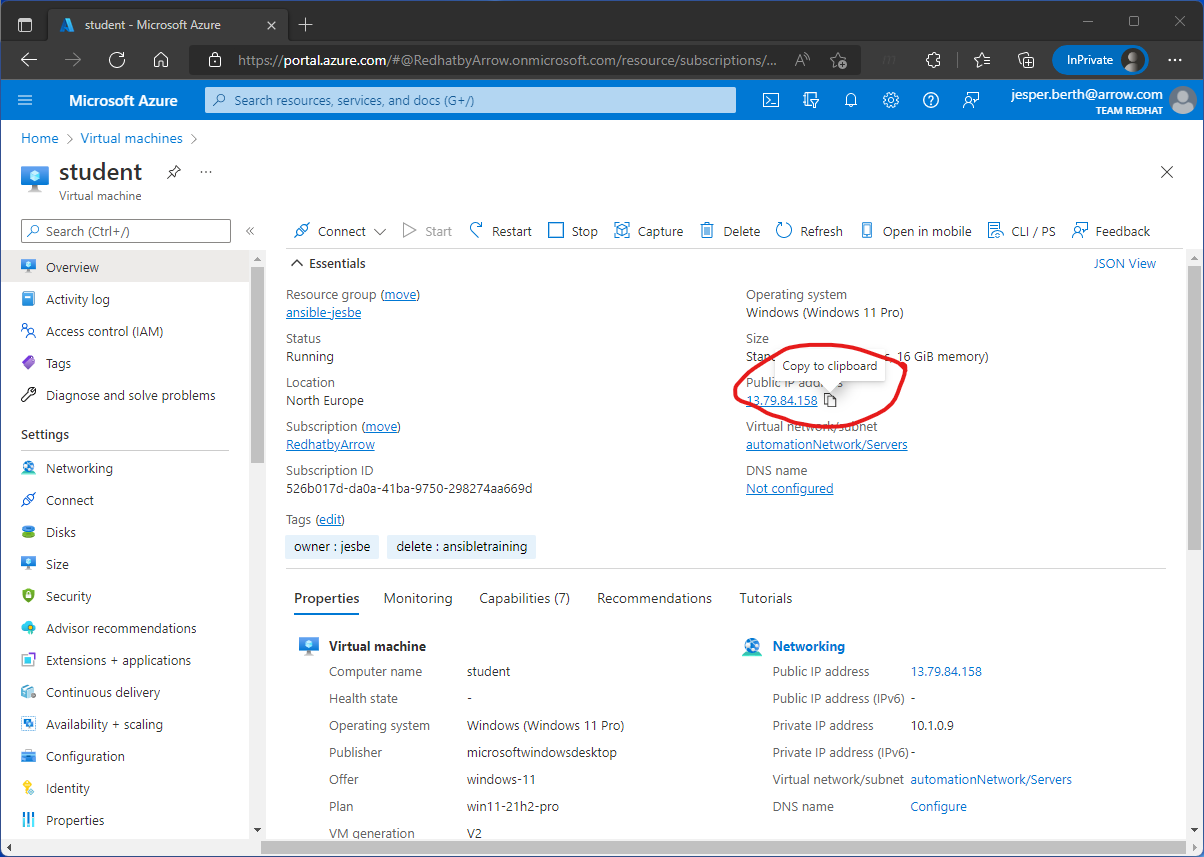 student - Microsoft Azure
https://portal.azure.com/#@RedhatbyArrow.onmicrosoft.com/resource/subscriptions/...
InPrivate
Microsoft Azure
Search resources, services, and docs (G+/)
jesper.berth@arrow.com
TEAM REDHAT
Home > Virtual machines >
student
Virtual machine
Search (Ctrl+/)
Connect
Start
Restart
Stop
Capture
Delete
Refresh
Open in mobile
CLI / PS
Feedback
Overview
Activity log
Access control (IAM)
Tags
Diagnose and solve problems
Settings
Networking
Connect
Disks
Size
Security
Advisor recommendations
Extensions + applications
Continuous delivery
Availability + scaling
Configuration
Identity
Properties
Essentials
JSON View
Resource group (move)
ansible-jesbe
Status
Running
Location
North Europe
Subscription (move)
RedhatbyArrow
Subscription ID
526b017d-da0a-41ba-9750-298274aa669d
Operating system
Windows (Windows 11 Pro)
Size
16 GiB memory)
Copy to clipboard
Public IP
13.79.84.158
Virtual network/subnet
automationNetwork/Servers
DNS name
Not configured
Tags (edit)
owner : jesbe
delete : ansibletraining
Properties
Monitoring
Capabilities (7)
Recommendations
Tutorials
Virtual machine
Computer name student
Health state -
Operating system Windows (Windows 11 Pro)
Publisher microsoftwindowsdesktop
Offer windows-11
Plan win11-21h2-pro
VM generation V2
Networking
Public IP address 13.79.84.158
Public IP address (IPv6) -
Private IP address 10.1.0.9
Private IP address (IPv6) -
Virtual network/subnet automationNetwork/Servers
DNS name Configure